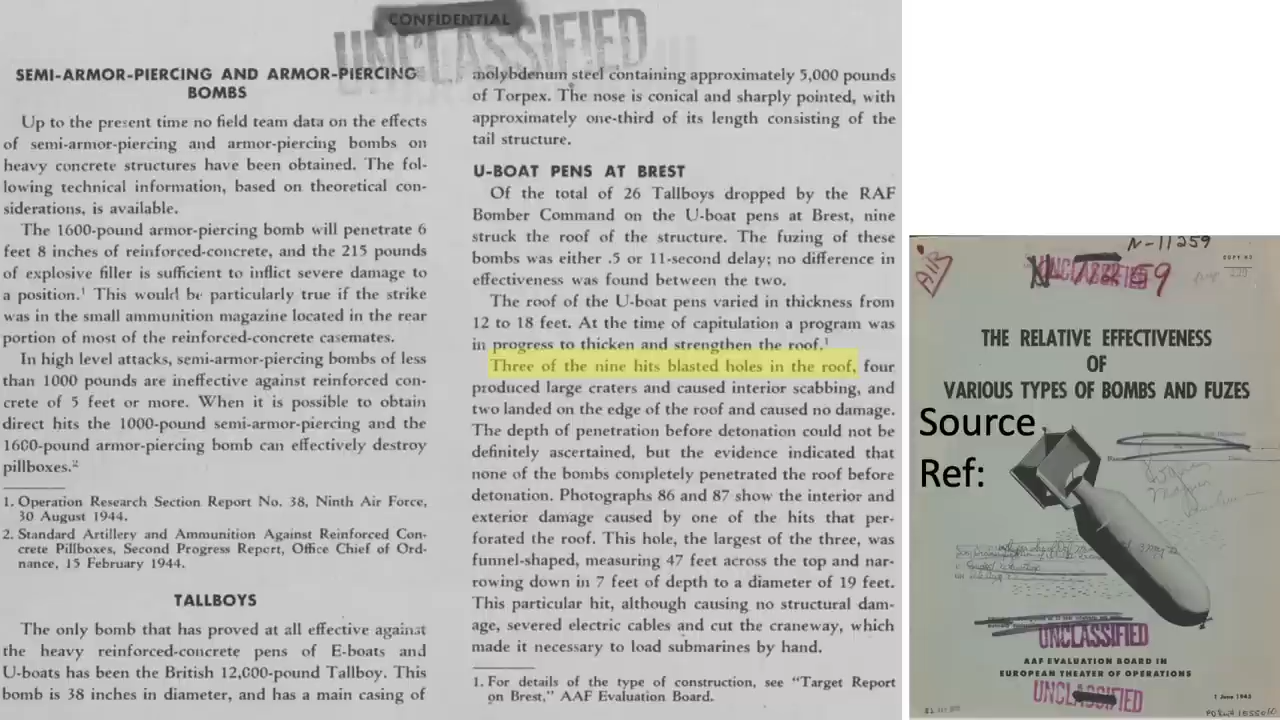 CONFIDENTIAL
UNCLASSIFIED
SEMI-ARMOR-PIERCING AND ARMOR-PIERCING
BOMBS
Up to the present time no field team data on the effects
of semi-armor-piercing and armor-piercing bombs on
heavy concrete structures have been obtained. The fol-
lowing technical information, based on theoretical con-
siderations, is available.
The 1600-pound armor-piercing bomb will penetrate 6
feet 8 inches of reinforced-concrete, and the 215 pounds
of explosive filler is sufficient to inflict severe damage to
a position.¹ This would be particularly true if the strike
was in the small ammunition magazine located in the rear
portion of most of the reinforced-concrete casemates.
In high level attacks, semi-armor-piercing bombs of less
than 1000 pounds are ineffective against reinforced con-
crete of 5 feet or more. When it is possible to obtain
direct hits the 1000-pound semi-armor-piercing and the
1600-pound armor-piercing bomb can effectively destroy
pillboxes.²
1. Operation Research Section Report No. 38, Ninth Air Force,
30 August 1944.
2. Standard Artillery and Ammunition Against Reinforced Con-
crete Pillboxes, Second Progress Report, Office Chief of Ord-
nance, 15 February 1944.
TALLBOYS
The only bomb that has proved at all effective against
the heavy reinforced-concrete pens of E-boats and
U-boats has been the British 12,000-pound Tallboy. This
bomb is 38 inches in diameter, and has a main casing of
molybdenum steel containing approximately 5,000 pounds
of Torpex. The nose is conical and sharply pointed, with
approximately one-third of its length consisting of the
tail structure.
U-BOAT PENS AT BREST
Of the total of 26 Tallboys dropped by the RAF
Bomber Command on the U-boat pens at Brest, nine
struck the roof of the structure. The fuzing of these
bombs was either .5 or 11-second delay; no difference in
effectiveness was found between the two.
The roof of the U-boat pens varied in thickness from
12 to 18 feet. At the time of capitulation a program was
in progress to thicken and strengthen the roof.¹
Three of the nine hits blasted holes in the roof, four
produced large craters and caused interior scabbing, and
two landed on the edge of the roof and caused no damage.
The depth of penetration before detonation could not be
definitely ascertained, but the evidence indicated that
none of the bombs completely penetrated the roof before
detonation. Photographs 86 and 87 show the interior and
exterior damage caused by one of the hits that per-
forated the roof. This hole, the largest of the three, was
funnel-shaped, measuring 47 feet across the top and nar-
rowing down in 7 feet of depth to a diameter of 19 feet.
This particular hit, although causing no structural dam-
age, severed electric cables and cut the craneway, which
made it necessary to load submarines by hand.
1. For details of the type of construction, see "Target Report
on Brest," AAF Evaluation Board.
N-11259
AIR
UNCLASSIFIED
THE RELATIVE EFFECTIVENESS
OF
VARIOUS TYPES OF BOMBS AND FUZES
Source
Ref:
UNCLASSIFIED
AAF EVALUATION BOARD IN
EUROPEAN THEATER OF OPERATIONS
UNCLASSIFIED
1 June 1945